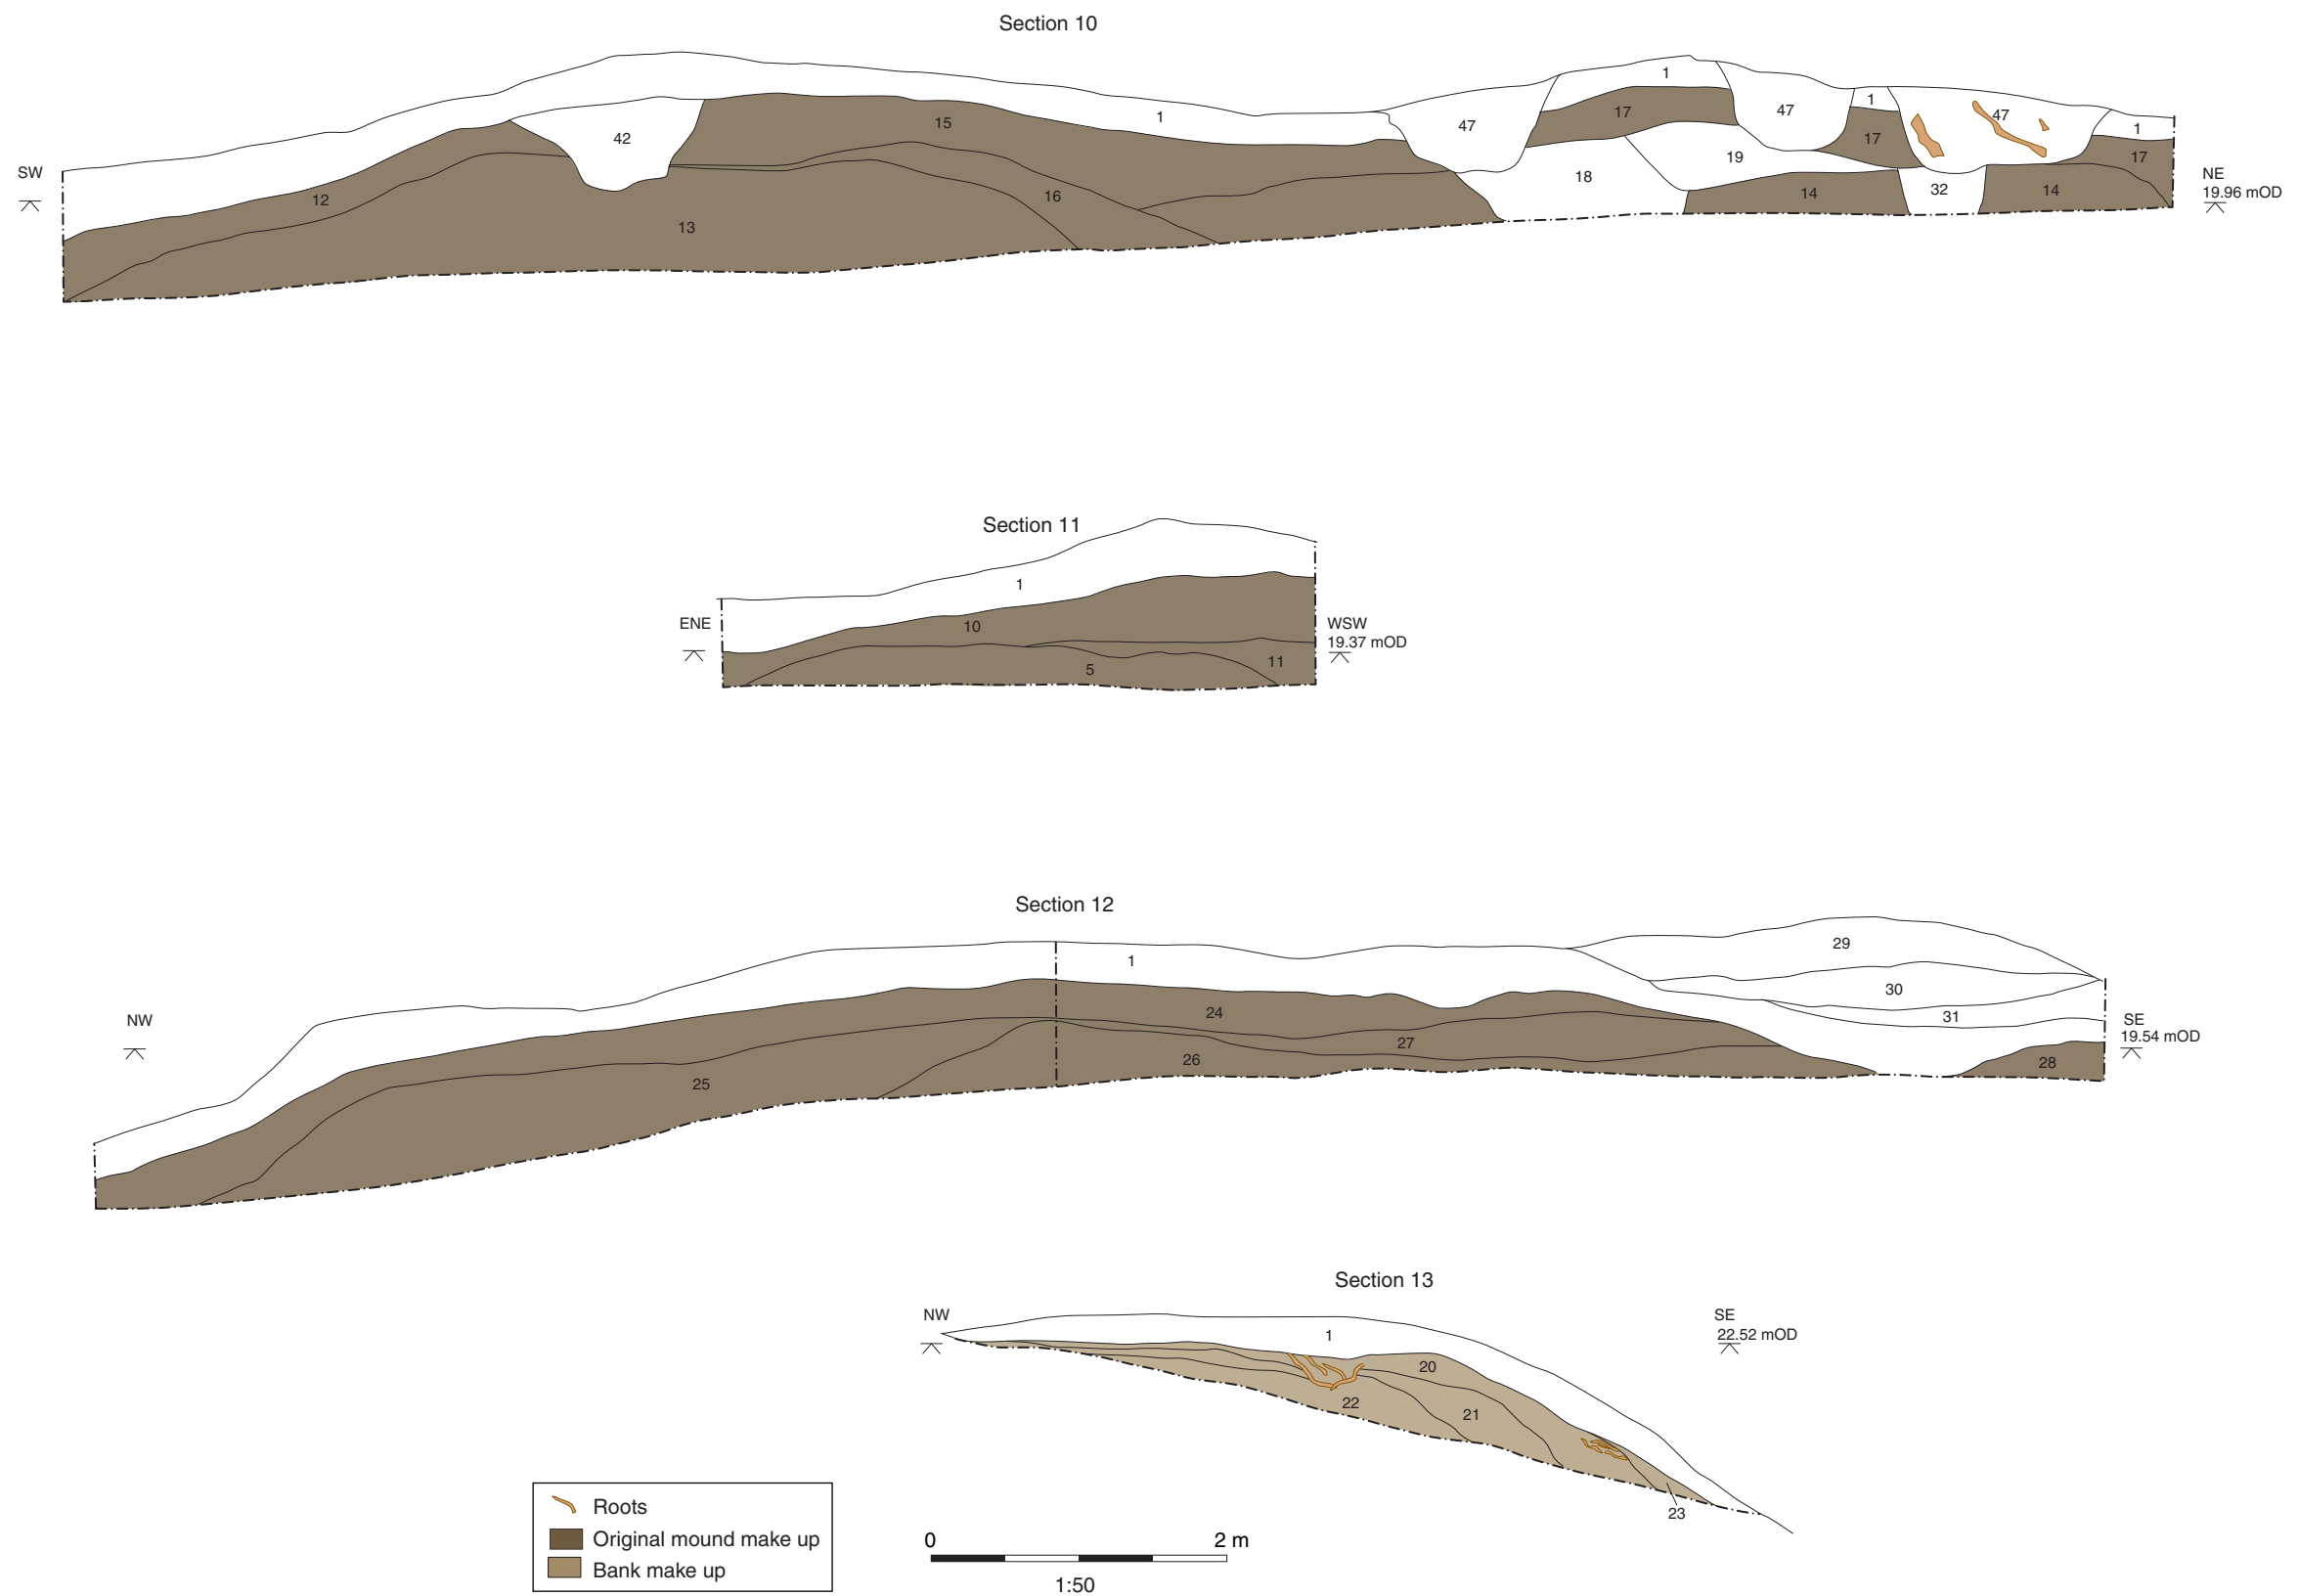 Section 10
SW
NE
19.96 mOD
1
47
47
1
47
1
42
15
1
17
17
17
12
16
18
19
14
32
14
13
Section 11
ENE
WSW
19.37 mOD
1
10
11
5
Section 12
NW
SE
19.54 mOD
29
1
30
24
31
27
26
25
28
Section 13
NW
SE
22.52 mOD
1
20
22
21
23
Roots
Original mound make up
Bank make up
0 2 m
1:50